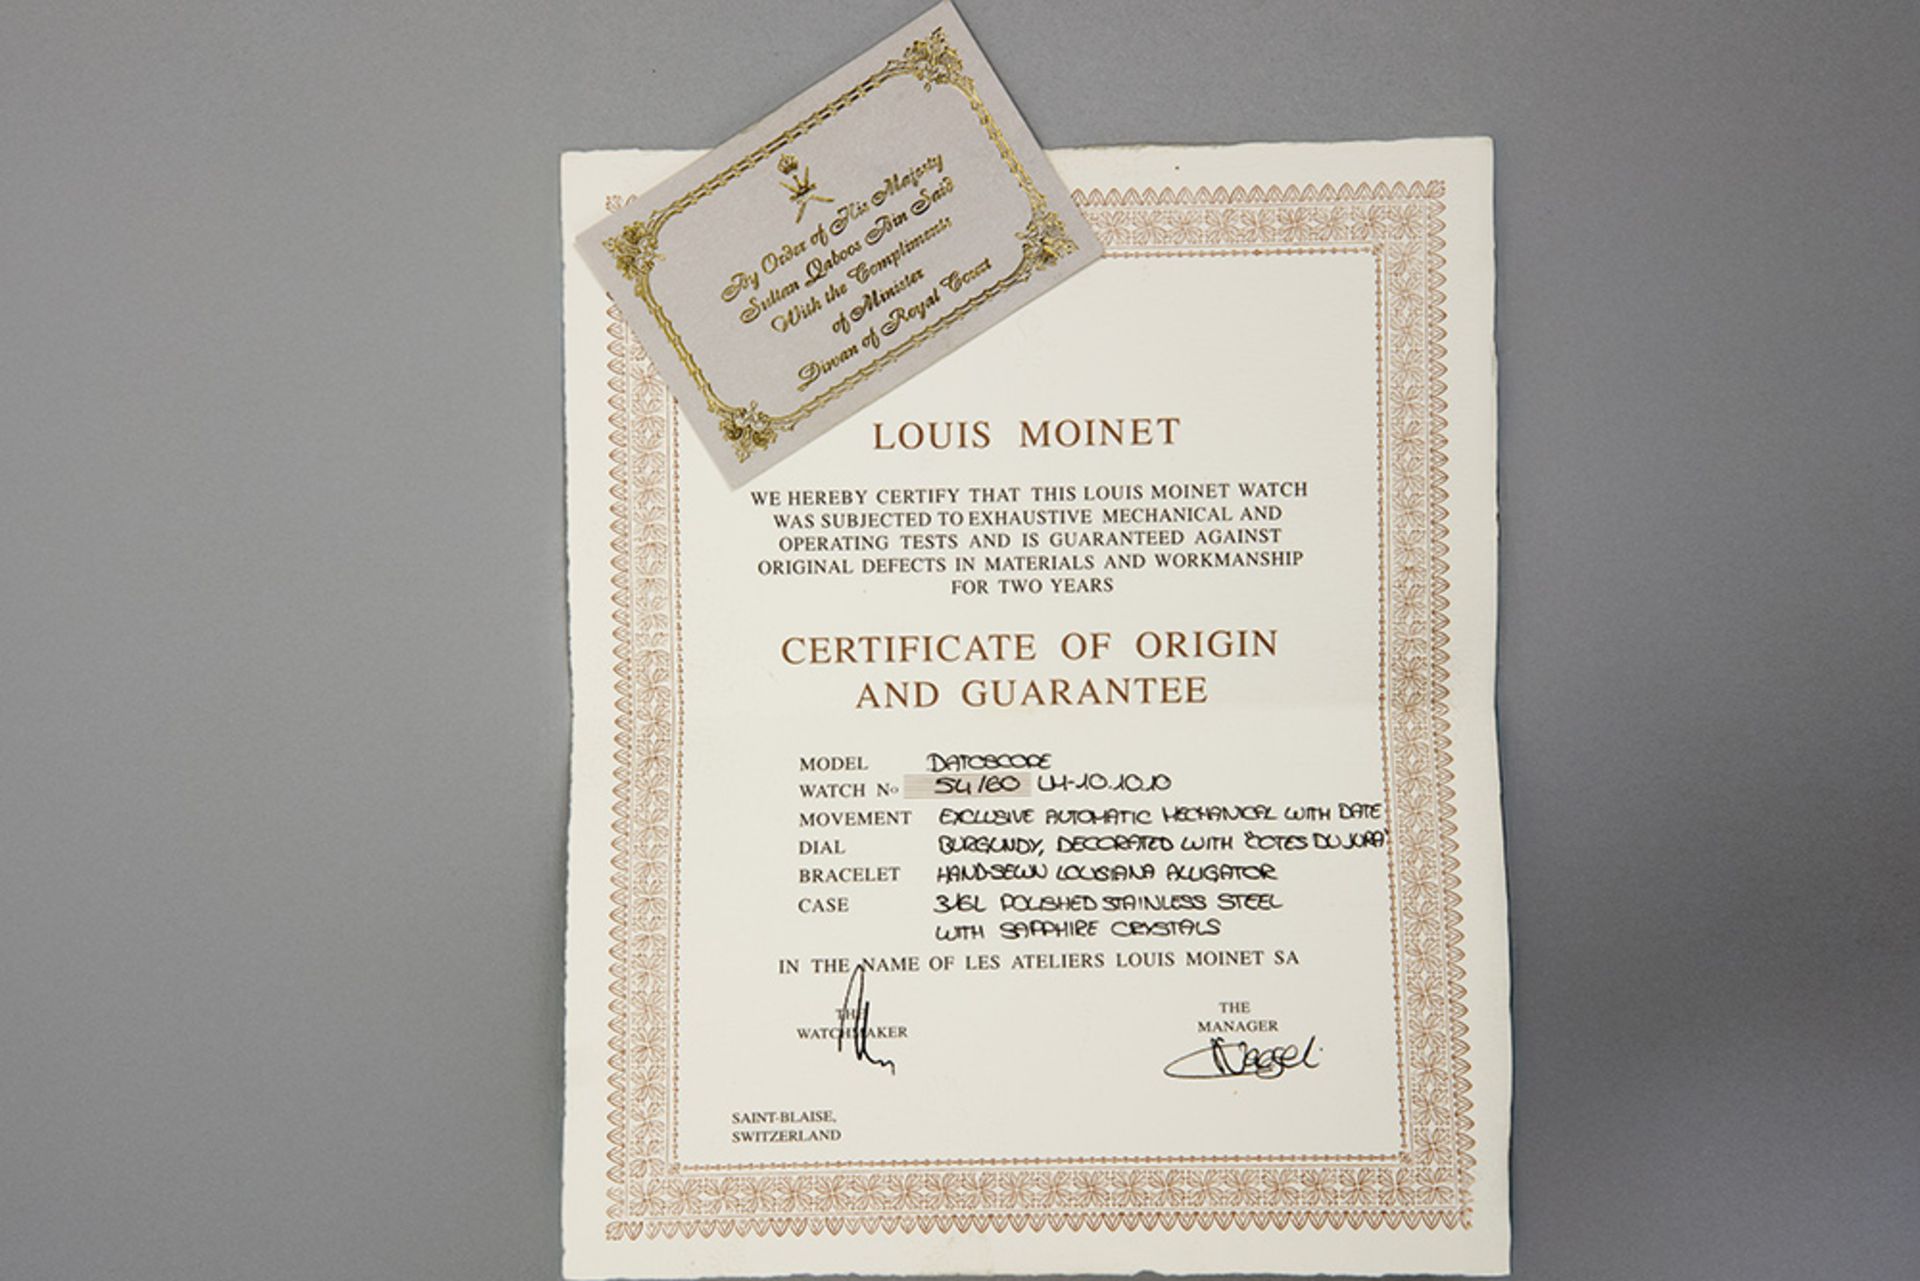 By Order of His Majesty
Sultan Qaboos Bin Said
With the Compliments
of Minister
Diwan of Royal Court
LOUIS MOINET
WE HEREBY CERTIFY THAT THIS LOUIS MOINET WATCH
WAS SUBJECTED TO EXHAUSTIVE MECHANICAL AND
OPERATING TESTS AND IS GUARANTEED AGAINST
ORIGINAL DEFECTS IN MATERIALS AND WORKMANSHIP
FOR TWO YEARS
CERTIFICATE OF ORIGIN
AND GUARANTEE
MODEL DATOSCOPE
WATCH No 54/60 LM-10.10.10
MOVEMENT EXCLUSIVE AUTOMATIC MECHANICAL WITH DATE
DIAL BURGUNDY, DECORATED WITH "COTES DU JURA"
BRACELET HAND-SEWN LOUISIANA ALLIGATOR
CASE 316L POLISHED STAINLESS STEEL
WITH SAPPHIRE CRYSTALS
IN THE NAME OF LES ATELIERS LOUIS MOINET SA
THE
WATCHMAKER
THE
MANAGER
SAINT-BLAISE,
SWITZERLAND